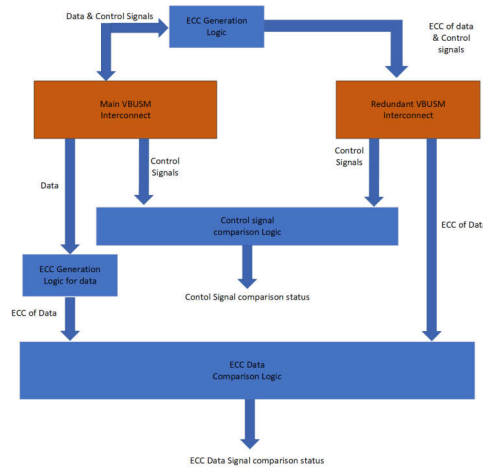 Data & Control Signals
ECC Generation
Logic
ECC of data
& Control
signals
Main VBUSM
Interconnect
Redundant VBUSM
Interconnect
Control
Signals
Control
Signals
Data
Control signal
comparison Logic
ECC of Data
ECC Generation
Logic for data
Contol Signal comparison status
ECC of Data
ECC Data
Comparison Logic
ECC Data Signal comparison status